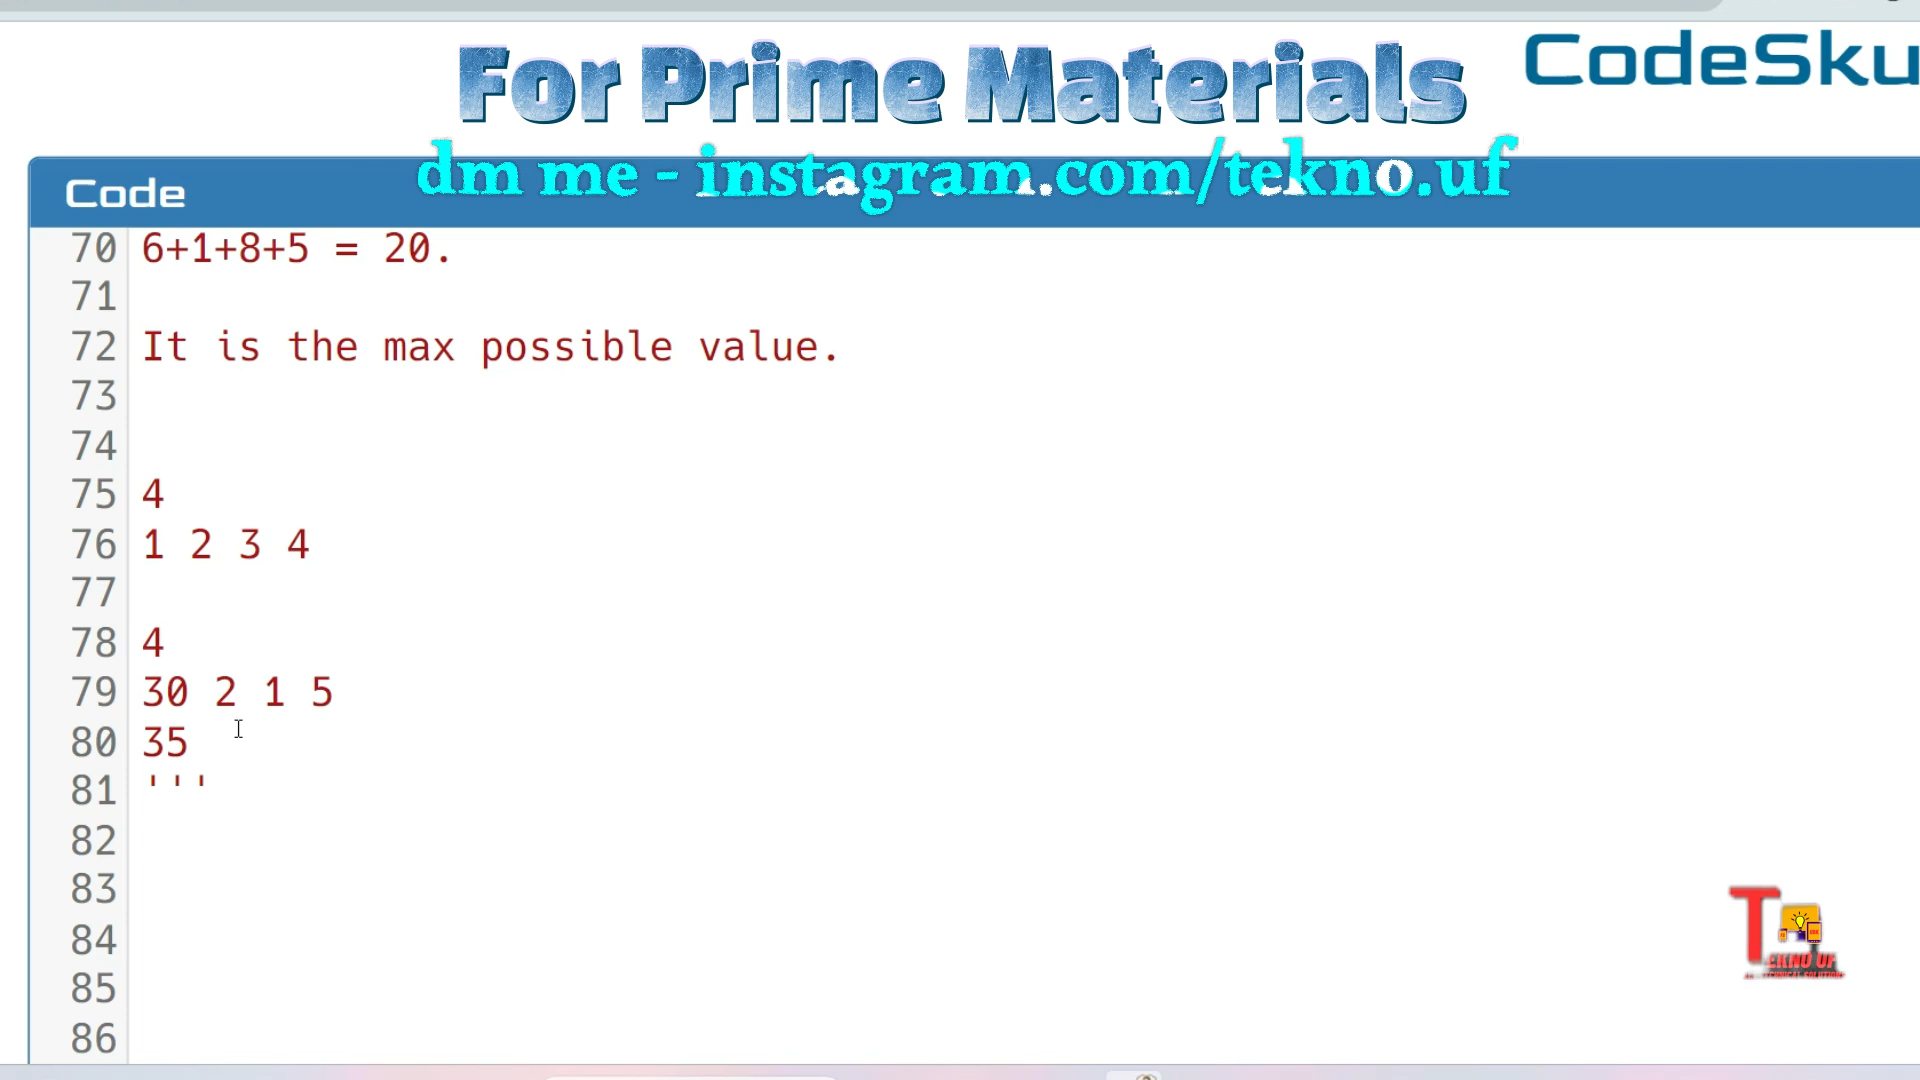 For Prime Materials
CodeSku
dm me - instagram.com/tekno.uf
Code
70 6+1+8+5 = 20.
71
72 It is the max possible value.
73
74
75 4
76 1 2 3 4
77
78 4
79 30 2 1 5
80 35
81 '''
82
83
84
85
86
TEKNO UF